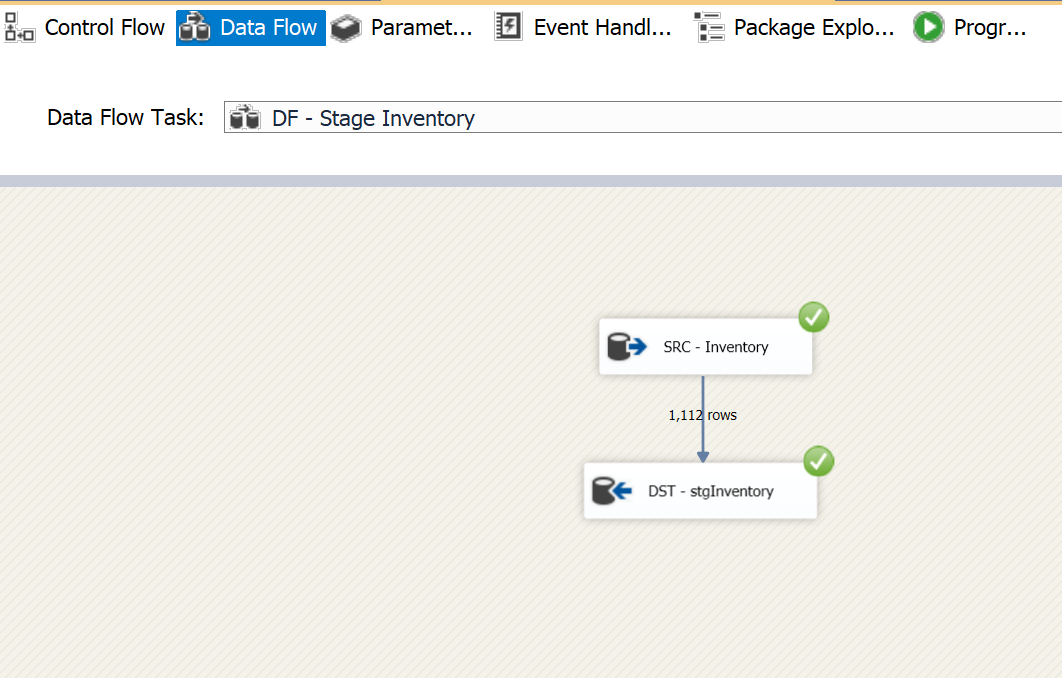 Control Flow Data Flow Paramet... Event Handl... Package Explo... Progr...
Data Flow Task: DF - Stage Inventory
SRC - Inventory
1,112 rows
DST - stgInventory